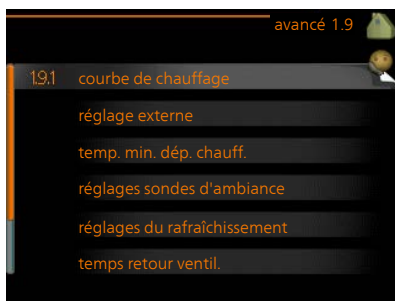 avancé 1.9
1.9.1 courbe de chauffage
réglage externe
temp. min. dép. chauff.
réglages sondes d'ambiance
réglages du rafraîchissement
temps retour ventil.